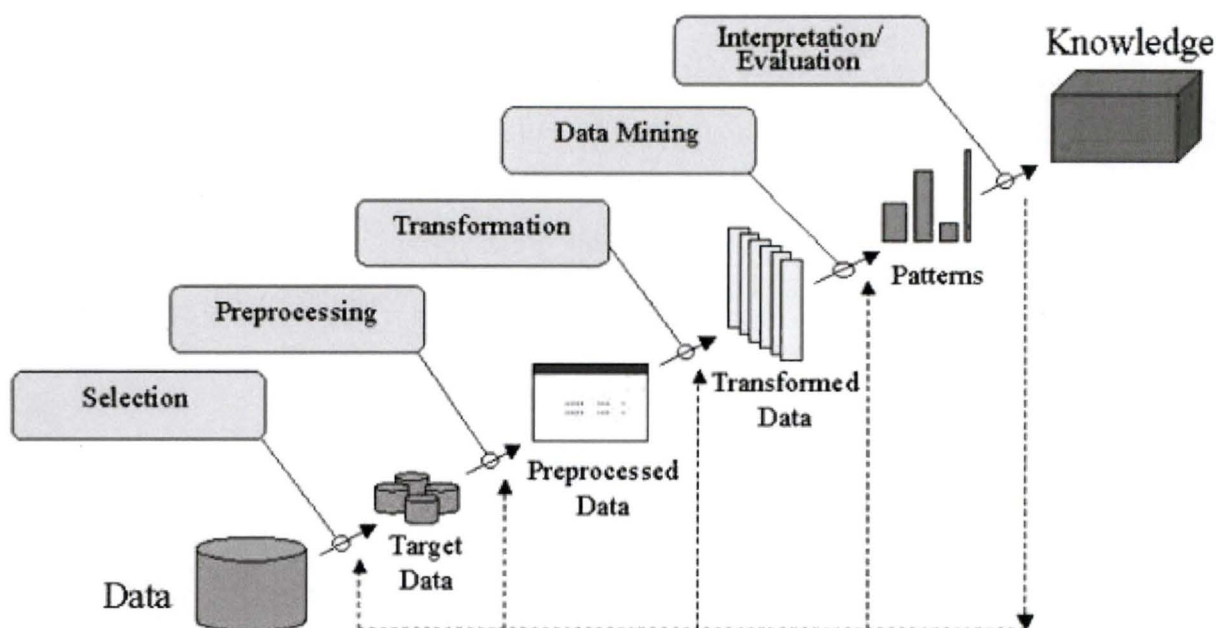 Interpretation/
Evaluation
Knowledge
Data Mining
Transformation
Patterns
Preprocessing
Transformed
Data
Selection
Preprocessed
Data
Target
Data
Data